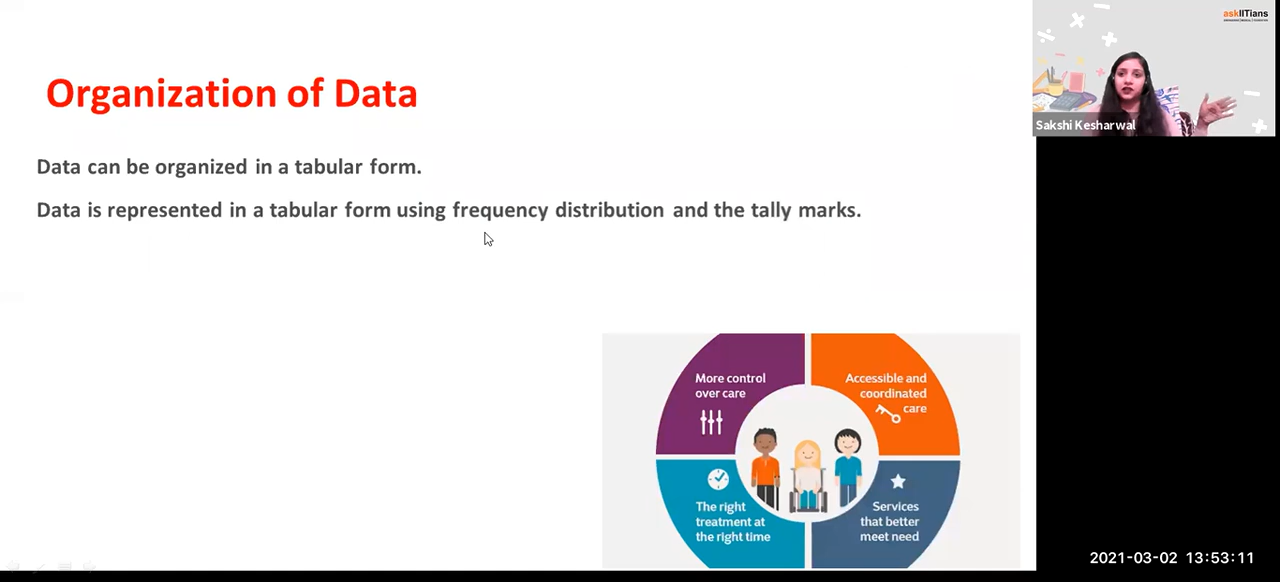 Organization of Data
Data can be organized in a tabular form.
Data is represented in a tabular form using frequency distribution and the tally marks.
More control
over care
Accessible and
coordinated
care
The right
treatment at
the right time
Services
that better
meet need
askIITians
Sakshi Kesharwal
2021-03-02 13:53:11